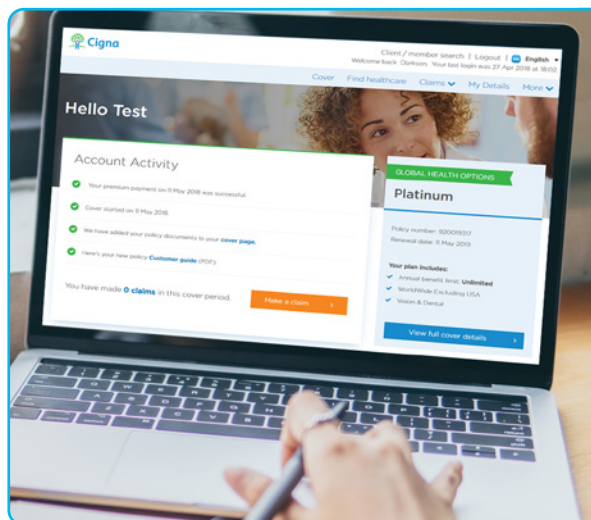 Cigna
Client / member search | Logout | English
Welcome back Darkson. Your last login was 27 Apr 2018 at 18:02
Cover Find healthcare Claims My Details More
Hello Test
Account Activity
Your premium payment on 11 May 2018 was successful.
Cover started on 11 May 2018.
We have added your policy documents to your cover page.
Here's your new policy Customer guide (PDF).
You have made 0 claims in this cover period.
Make a claim
GLOBAL HEALTH OPTIONS
Platinum
Policy number: 920019317
Renewal date: 11 May 2019
Your plan includes:
Annual benefit limit: Unlimited
WorldWide Excluding USA
Vision & Dental
View full cover details